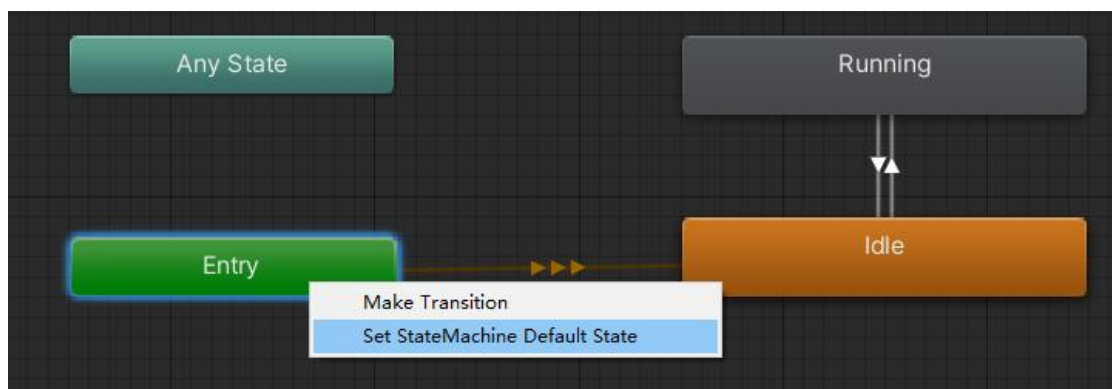 Any State
Running
Entry
Idle
Make Transition
Set StateMachine Default State